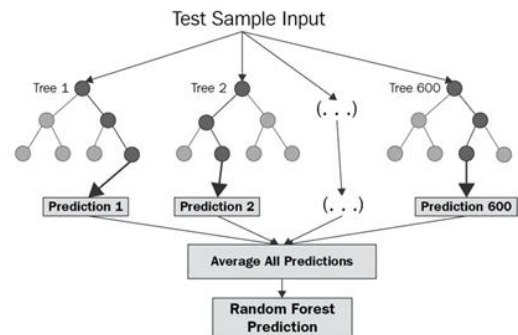 Test Sample Input
Tree 1
Tree 2
(. . .)
Tree 600
Prediction 1
Prediction 2
(. . .)
Prediction 600
Average All Predictions
Random Forest
Prediction